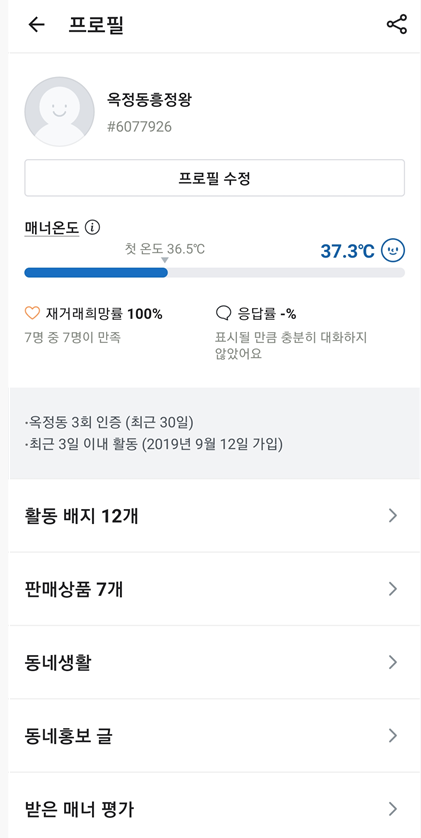 프로필
옥정동흥정왕
#6077926
프로필 수정
매너온도
첫 온도 36.5℃
37.3℃
재거래희망률 100%
7명 중 7명이 만족
응답률 -%
표시될 만큼 충분히 대화하지
않았어요
·옥정동 3회 인증 (최근 30일)
·최근 3일 이내 활동 (2019년 9월 12일 가입)
활동 배지 12개
판매상품 7개
동네생활
동네홍보 글
받은 매너 평가